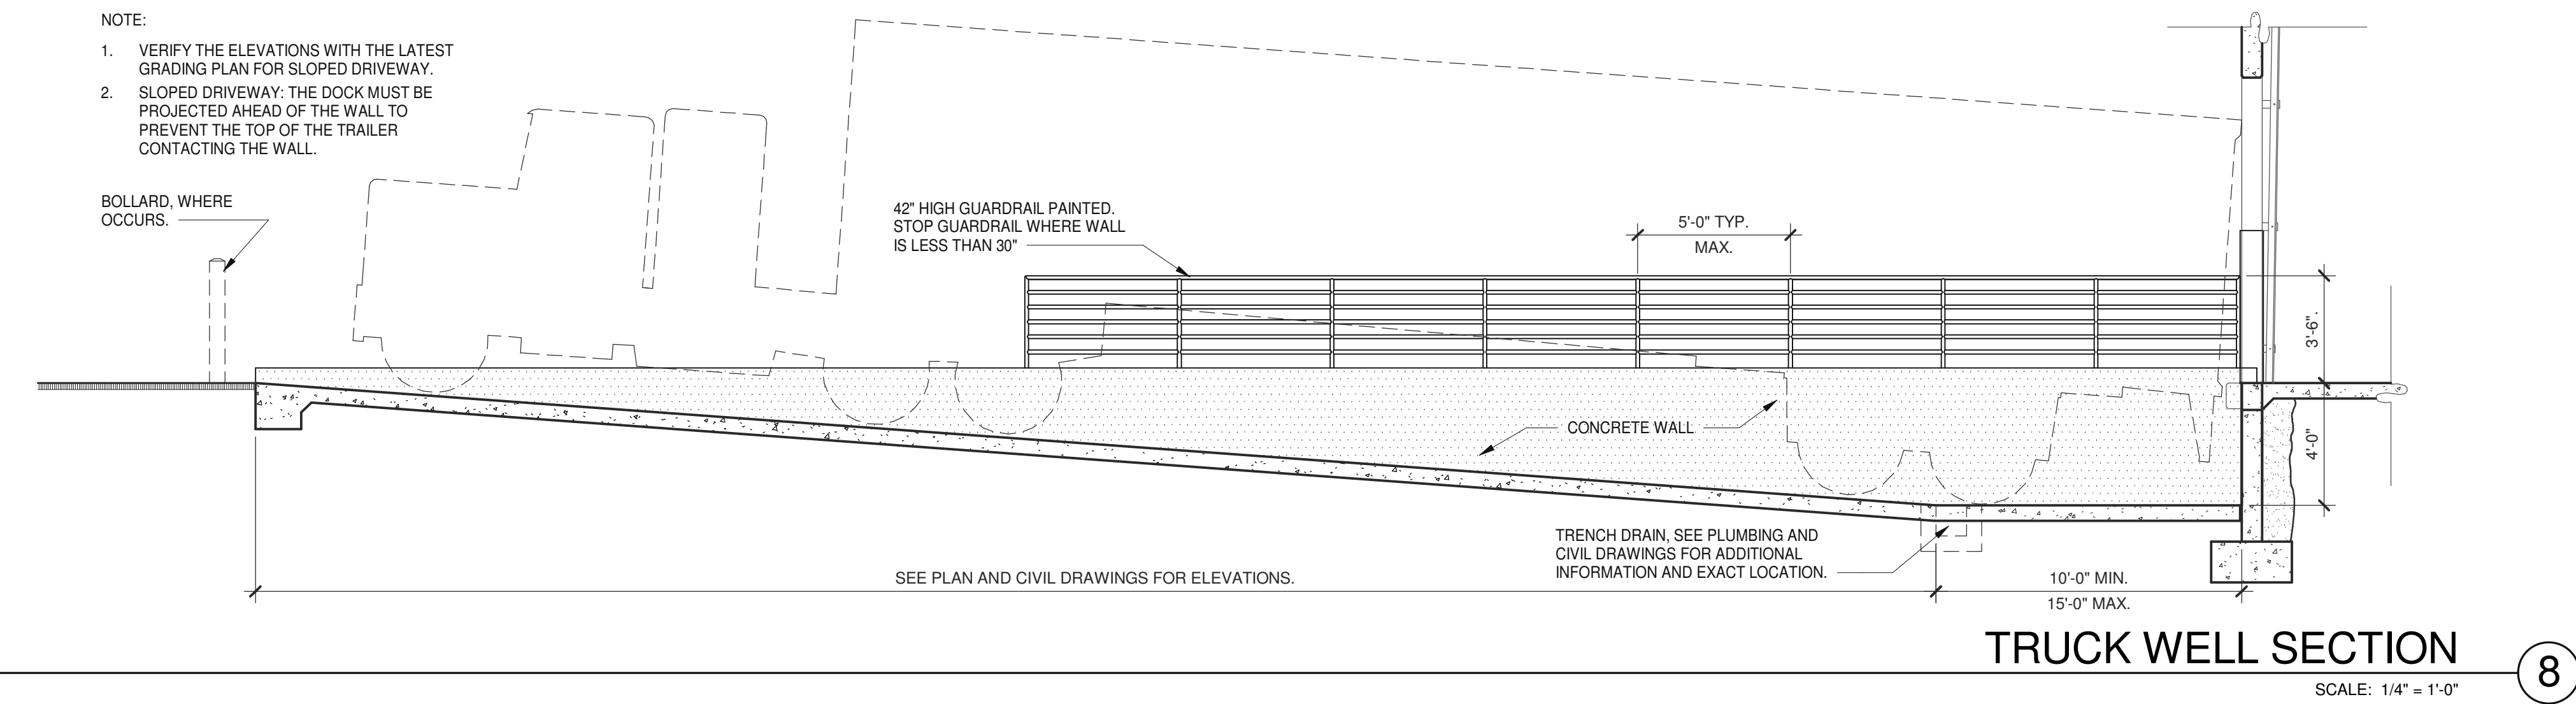 NOTE:
1. VERIFY THE ELEVATIONS WITH THE LATEST
GRADING PLAN FOR SLOPED DRIVEWAY.
2. SLOPED DRIVEWAY: THE DOCK MUST BE
PROJECTED AHEAD OF THE WALL TO
PREVENT THE TOP OF THE TRAILER
CONTACTING THE WALL.
BOLLARD, WHERE
OCCURS.
42" HIGH GUARDRAIL PAINTED.
STOP GUARDRAIL WHERE WALL
IS LESS THAN 30"
5'-0" TYP.
MAX.
3'-6".
4'-0"
CONCRETE WALL
TRENCH DRAIN, SEE PLUMBING AND
CIVIL DRAWINGS FOR ADDITIONAL
INFORMATION AND EXACT LOCATION.
SEE PLAN AND CIVIL DRAWINGS FOR ELEVATIONS.
10'-0" MIN.
15'-0" MAX.
TRUCK WELL SECTION
8
SCALE: 1/4" = 1'-0"